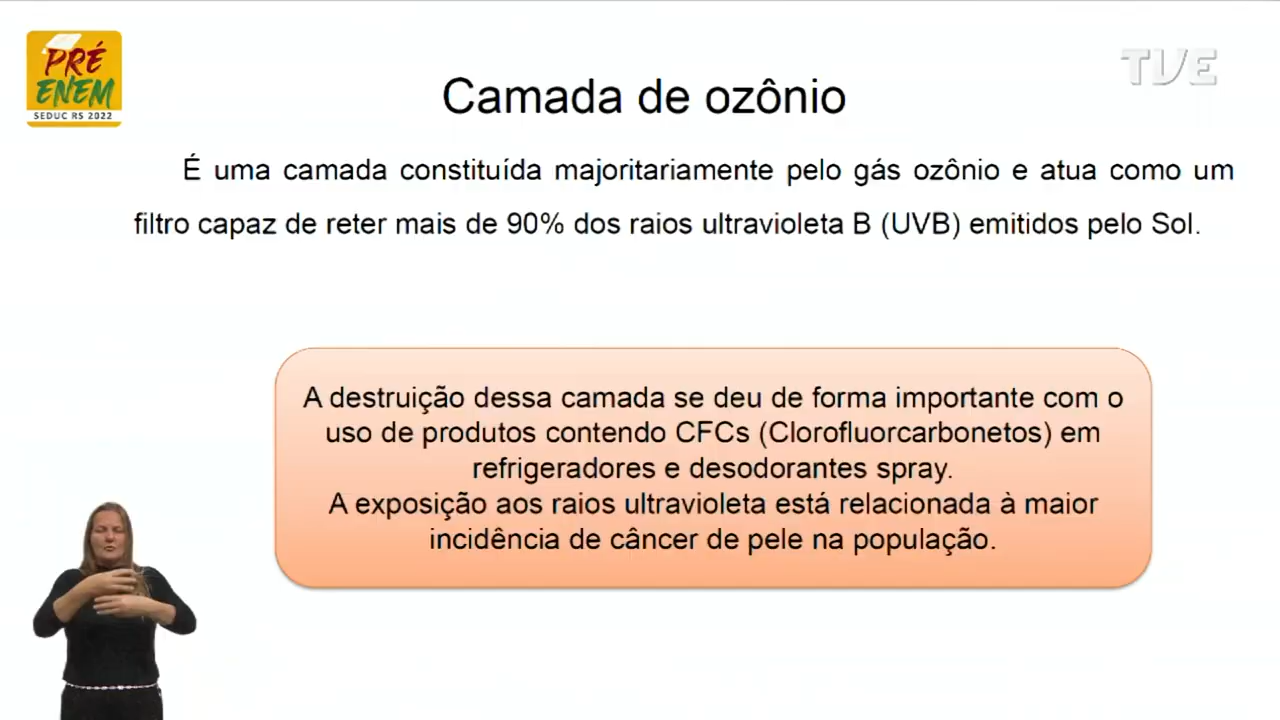 PRÉ
ENEM
SEDUC RS 2022
TVE
Camada de ozônio
É uma camada constituída majoritariamente pelo gás ozônio e atua como um
filtro capaz de reter mais de 90% dos raios ultravioleta B (UVB) emitidos pelo Sol.
A destruição dessa camada se deu de forma importante com o
uso de produtos contendo CFCs (Clorofluorcarbonetos) em
refrigeradores e desodorantes spray.
A exposição aos raios ultravioleta está relacionada à maior
incidência de câncer de pele na população.